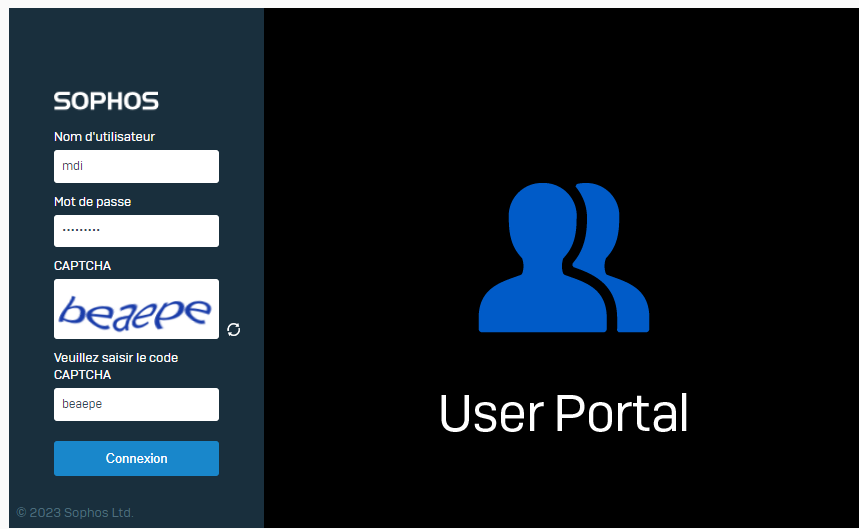 SOPHOS
Nom d'utilisateur
mdi
Mot de passe
•••••••••
CAPTCHA
beaepe
Veuillez saisir le code
CAPTCHA
beaepe
Connexion
© 2023 Sophos Ltd.
User Portal